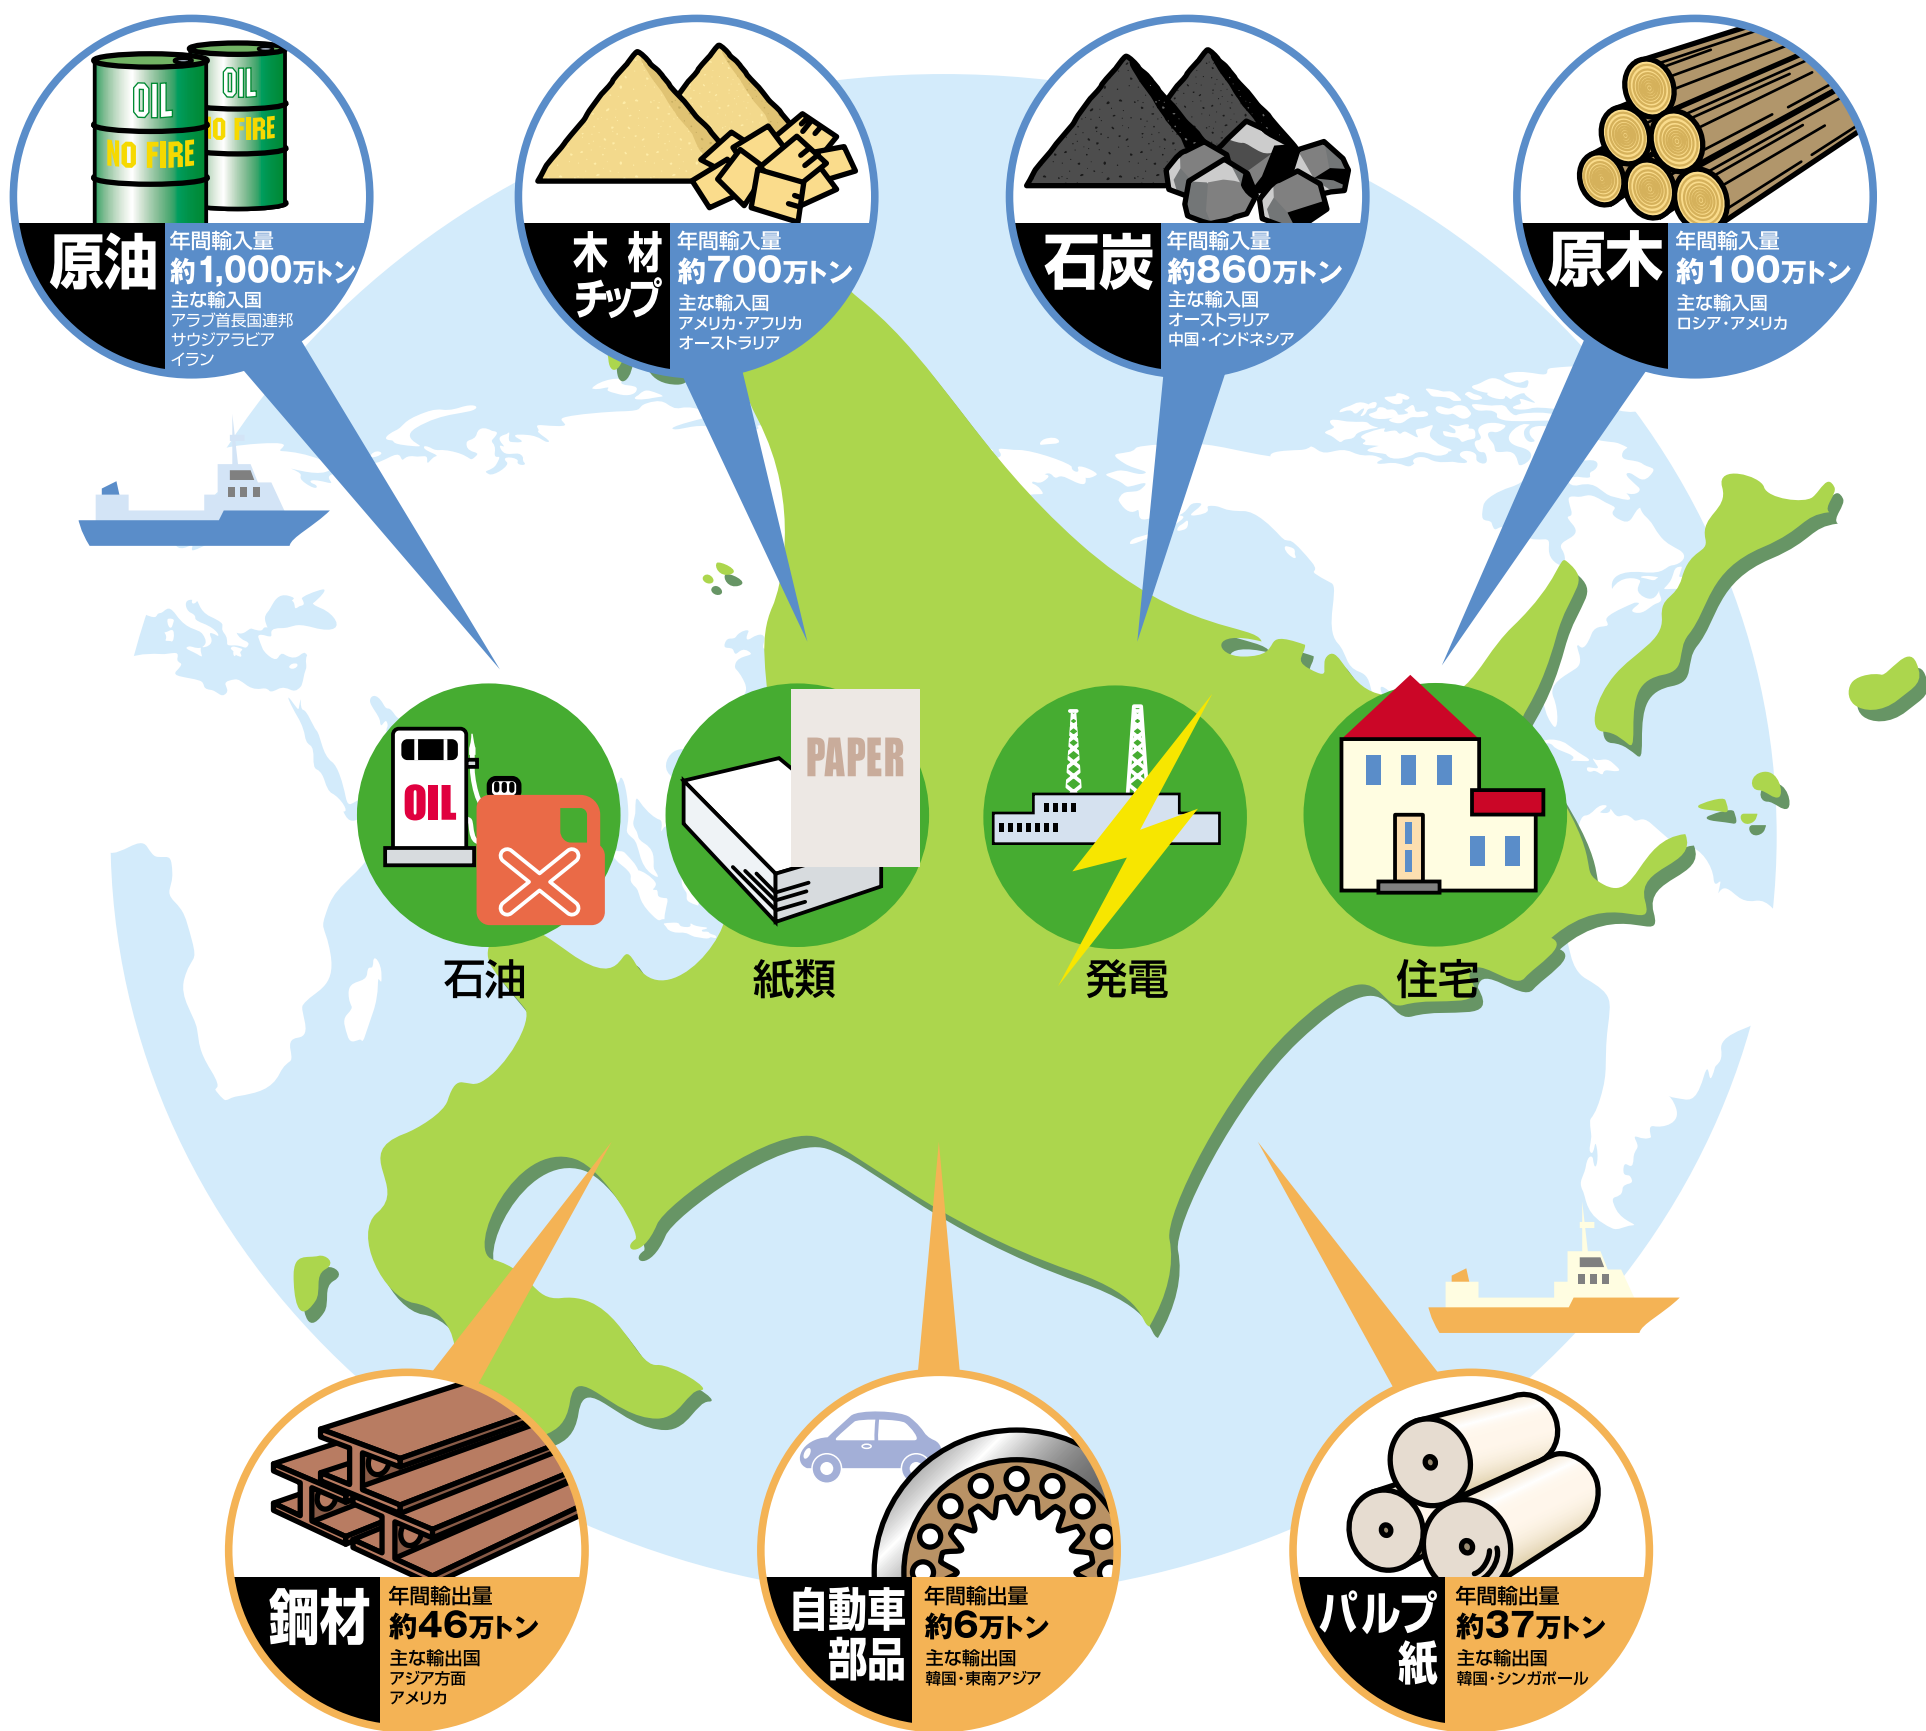 OIL
NO FIRE
OIL
NO FIRE
原油
年間輸入量
約1,000万トン
主な輸入国
アラブ首長国連邦
サウジアラビア
イラン
木材
チップ
年間輸入量
約700万トン
主な輸入国
アメリカ・アフリカ
オーストラリア
石炭
年間輸入量
約860万トン
主な輸入国
オーストラリア
中国・インドネシア
原木
年間輸入量
約100万トン
主な輸入国
ロシア・アメリカ
OIL
石油
PAPER
紙類
発電
住宅
鋼材
年間輸出量
約46万トン
主な輸出国
アジア方面
アメリカ
自動車
部品
年間輸出量
約6万トン
主な輸出国
韓国・東南アジア
パルプ
紙
年間輸出量
約37万トン
主な輸出国
韓国・シンガポール